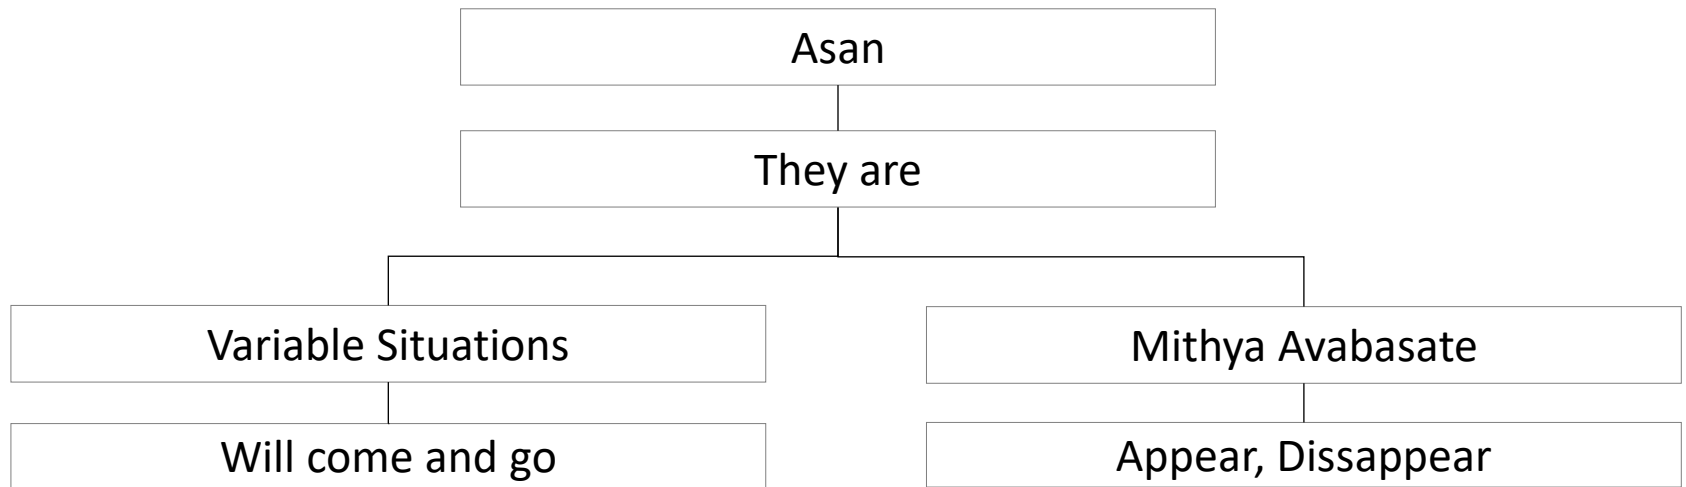 Asan
They are
Variable Situations
Mithya Avabasate
Will come and go
Appear, Dissappear